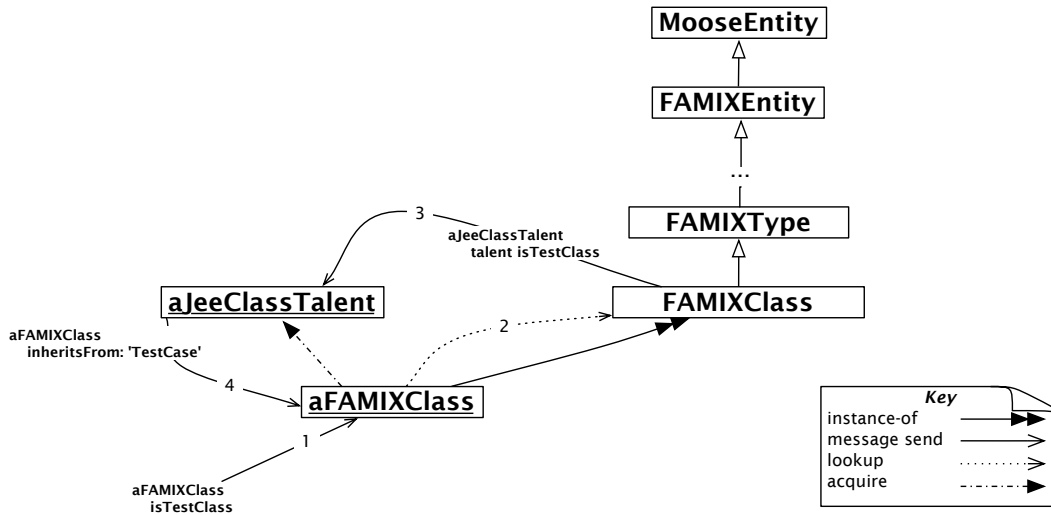 MooseEntity
FAMIXEntity
...
FAMIXType
3
aJeeClassTalent
talent isTestClass
aJeeClassTalent
FAMIXClass
2
aFAMIXClass
inheritsFrom: 'TestCase'
4
aFAMIXClass
1
aFAMIXClass
isTestClass
Key
instance-of
message send
lookup
acquire